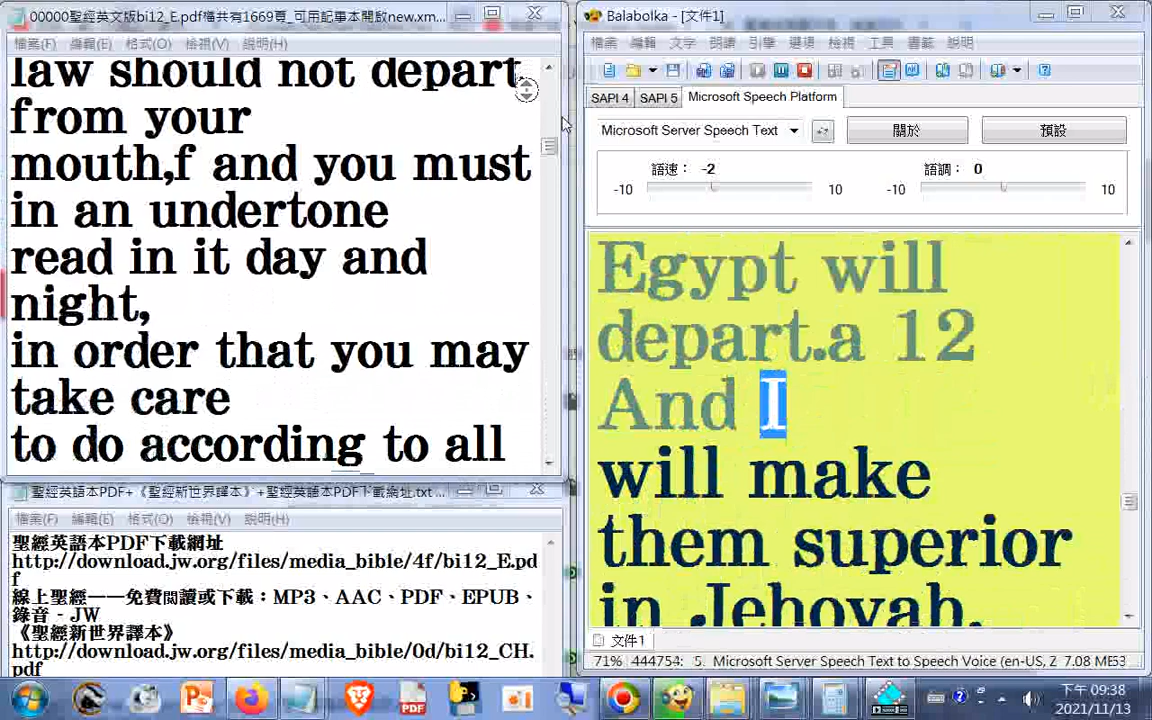 00000聖經英文版bi12_E.pdf檔共有1669頁_可用記事本開啟new.xm...
檔案(F) 編輯(E) 格式(O) 檢視(V) 說明(H)
law should not depart
from your
mouth,f and you must
in an undertone
read in it day and
night,
in order that you may
take care
to do according to all
聖經英語本PDF+《聖經新世界譯本》+聖經英語本PDF下載網址.txt ...
檔案(F) 編輯(E) 格式(O) 檢視(V) 說明(H)
聖經英語本PDF下載網址
http://download.jw.org/files/media_bible/4f/bi12_E.pd
f
線上聖經——免費閱讀或下載：MP3、AAC、PDF、EPUB、
錄音 - JW
《聖經新世界譯本》
http://download.jw.org/files/media_bible/0d/bi12_CH.
pdf
Balabolka - [文件1]
檔案 編輯 文字 朗讀 引擎 選項 檢視 工具 書籤 說明
SAPI 4 SAPI 5 Microsoft Speech Platform
Microsoft Server Speech Text 關於 預設
語速： -2 語調： 0
-10 10 -10 10
Egypt will
depart.a 12
And I
will make
them superior
in Jehovah,
文件1
71% 444754: 5. Microsoft Server Speech Text to Speech Voice (en-US, Z 7.08 ME53
PDF
下午 09:38
2021/11/13